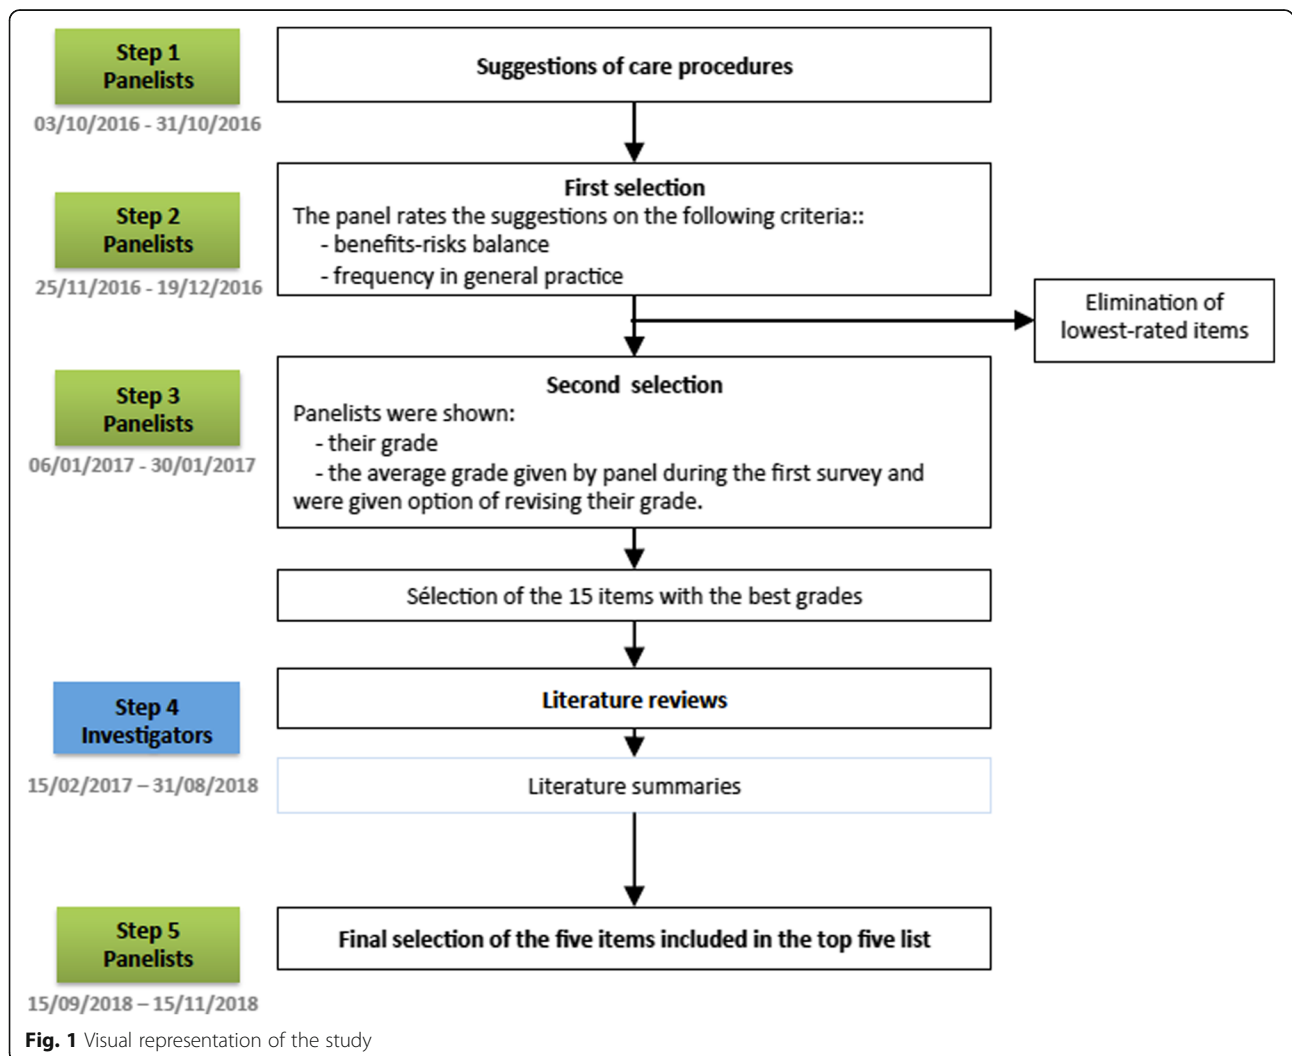 Step 1
Panelists
03/10/2016 - 31/10/2016
Suggestions of care procedures
Step 2
Panelists
25/11/2016 - 19/12/2016
First selection
The panel rates the suggestions on the following criteria::
- benefits-risks balance
- frequency in general practice
Elimination of
lowest-rated items
Step 3
Panelists
06/01/2017 - 30/01/2017
Second selection
Panelists were shown:
- their grade
- the average grade given by panel during the first survey and
were given option of revising their grade.
Sélection of the 15 items with the best grades
Step 4
Investigators
15/02/2017 – 31/08/2018
Literature reviews
Literature summaries
Step 5
Panelists
15/09/2018 – 15/11/2018
Final selection of the five items included in the top five list
Fig. 1 Visual representation of the study